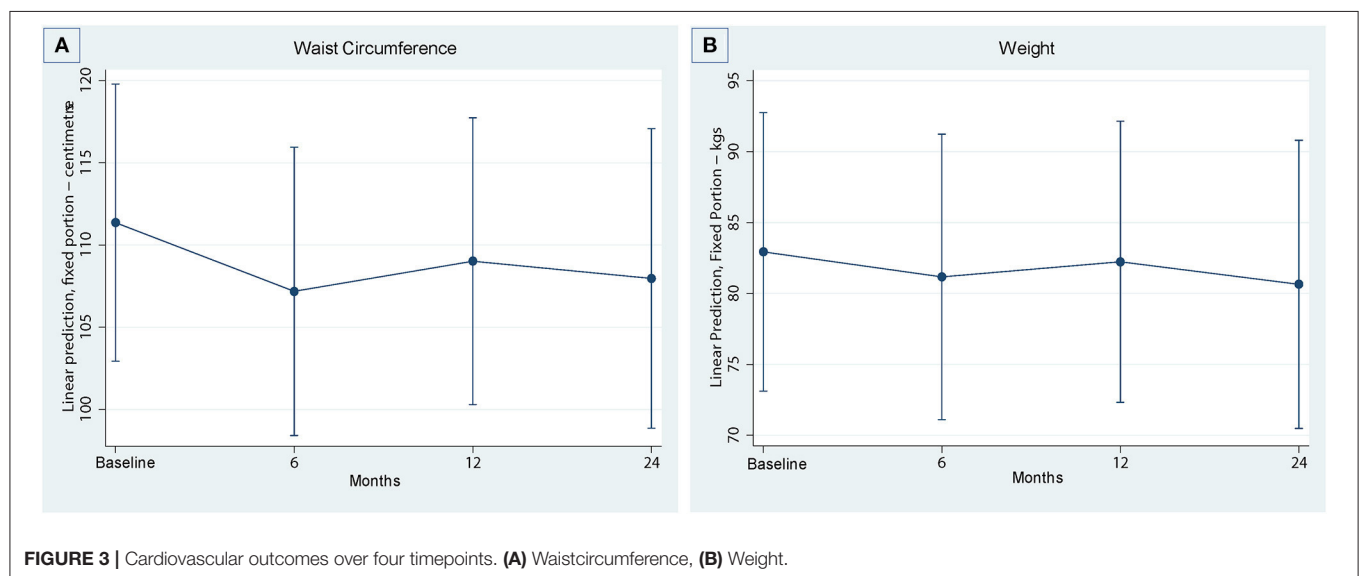 A
Waist Circumference
Linear prediction, fixed portion – centimetre
120
115
110
105
100
Baseline 6 12 24
Months
B
Weight
Linear Prediction, Fixed Portion – kgs
95
90
85
80
75
70
Baseline 6 12 24
Months
FIGURE 3 | Cardiovascular outcomes over four timepoints. (A) Waistcircumference, (B) Weight.